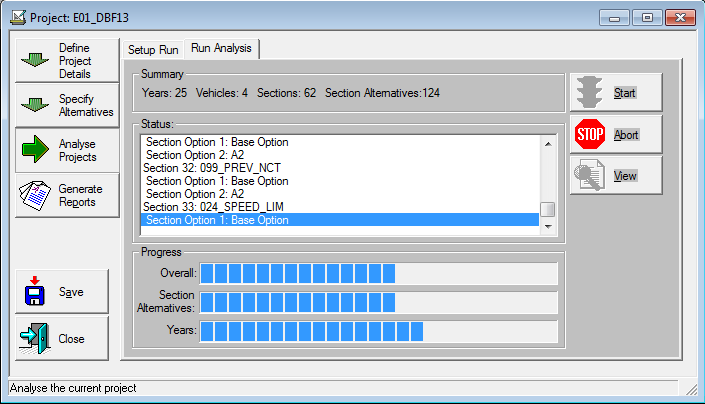 Project: E01_DBF13
Define
Project
Details
Specify
Alternatives
Analyse
Projects
Generate
Reports
Save
Close
Setup Run
Run Analysis
Summary
Years: 25 Vehicles: 4 Sections: 62 Section Alternatives:124
Status:
Section Option 1: Base Option
Section Option 2: A2
Section 32: 099_PREV_NCT
Section Option 1: Base Option
Section Option 2: A2
Section 33: 024_SPEED_LIM
Section Option 1: Base Option
Progress
Overall:
Section
Alternatives:
Years:
Start
STOP
Abort
View
Analyse the current project